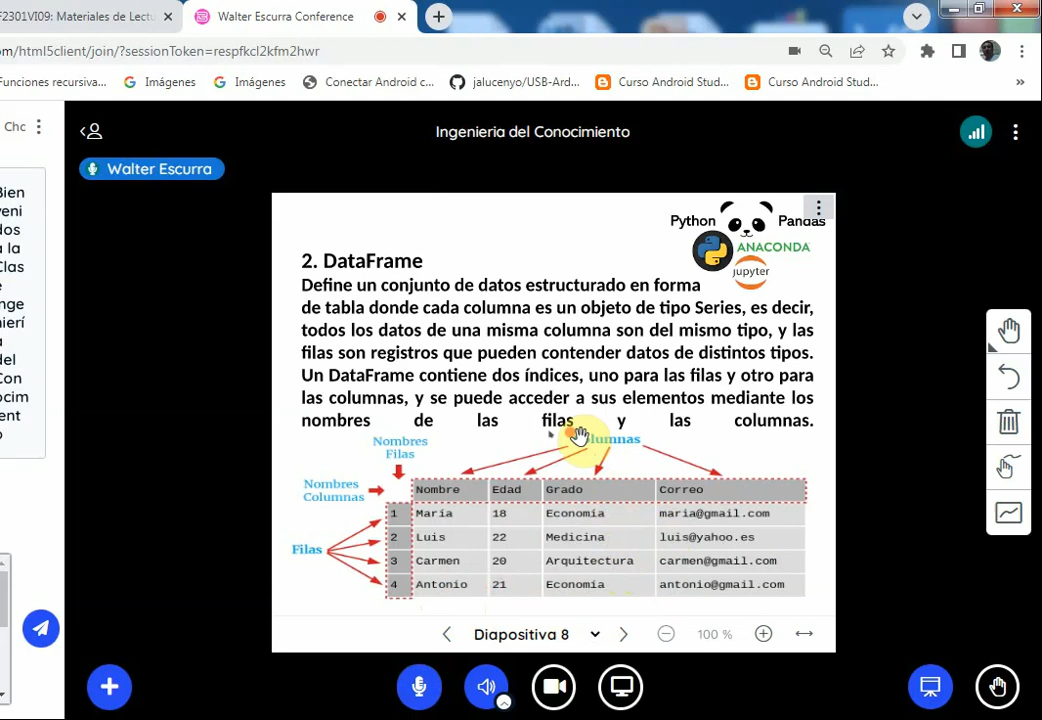 F2301VI09: Materiales de Lectu
Walter Escurra Conference
om/html5client/join/?sessionToken=respfkcl2kfm2hwr
Funciones recursiva...
Imágenes
Imágenes
Conectar Android c...
jalucenyo/USB-Ard...
Curso Android Stud...
Curso Android Stud...
»
Chc
Bien
veni
dos
a la
Clas
e
nge
nierí
a
del
Con
ocim
ient
o
Ingenieria del Conocimiento
Walter Escurra
Python Pandas
ANACONDA
jupyter
2. DataFrame
Define un conjunto de datos estructurado en forma
de tabla donde cada columna es un objeto de tipo Series, es decir,
todos los datos de una misma columna son del mismo tipo, y las
filas son registros que pueden contender datos de distintos tipos.
Un DataFrame contiene dos índices, uno para las filas y otro para
las columnas, y se puede acceder a sus elementos mediante los
nombres de las filas y las columnas.
Nombres
Filas
Nombres
Columnas
Filas
Nombre Edad Grado Correo
1 María 18 Economía maria@gmail.com
2 Luis 22 Medicina luis@yahoo.es
3 Carmen 20 Arquitectura carmen@gmail.com
4 Antonio 21 Economía antonio@gmail.com
Diapositiva 8
100 %